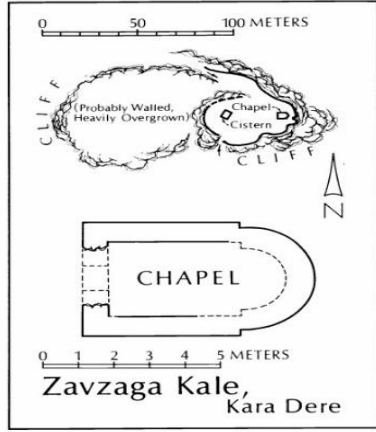 0 50 100 METERS
CLIFF
(Probably Walled,
Heavily Overgrown)
Chapel
Cistern
CLIFF
N
CHAPEL
0 1 2 3 4 5 METERS
Zavzaga Kale,
Kara Dere